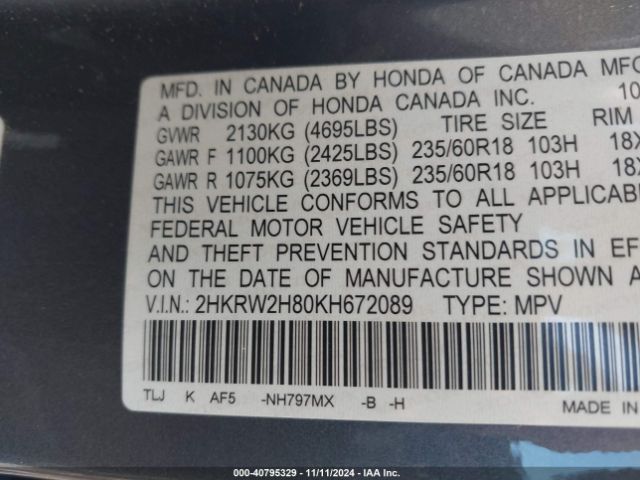 MFD. IN CANADA BY HONDA OF CANADA MFG
A DIVISION OF HONDA CANADA INC. 10
GVWR 2130KG (4695LBS) TIRE SIZE RIM
GAWR F 1100KG (2425LBS) 235/60R18 103H 18X
GAWR R 1075KG (2369LBS) 235/60R18 103H 18X
THIS VEHICLE CONFORMS TO ALL APPLICAB
FEDERAL MOTOR VEHICLE SAFETY
AND THEFT PREVENTION STANDARDS IN EF
ON THE DATE OF MANUFACTURE SHOWN A
V.I.N.: 2HKRW2H80KH672089 TYPE: MPV
TLJ K AF5 -NH797MX -B -H
MADE IN
000-40795329 - 11/11/2024 - IAA Inc.